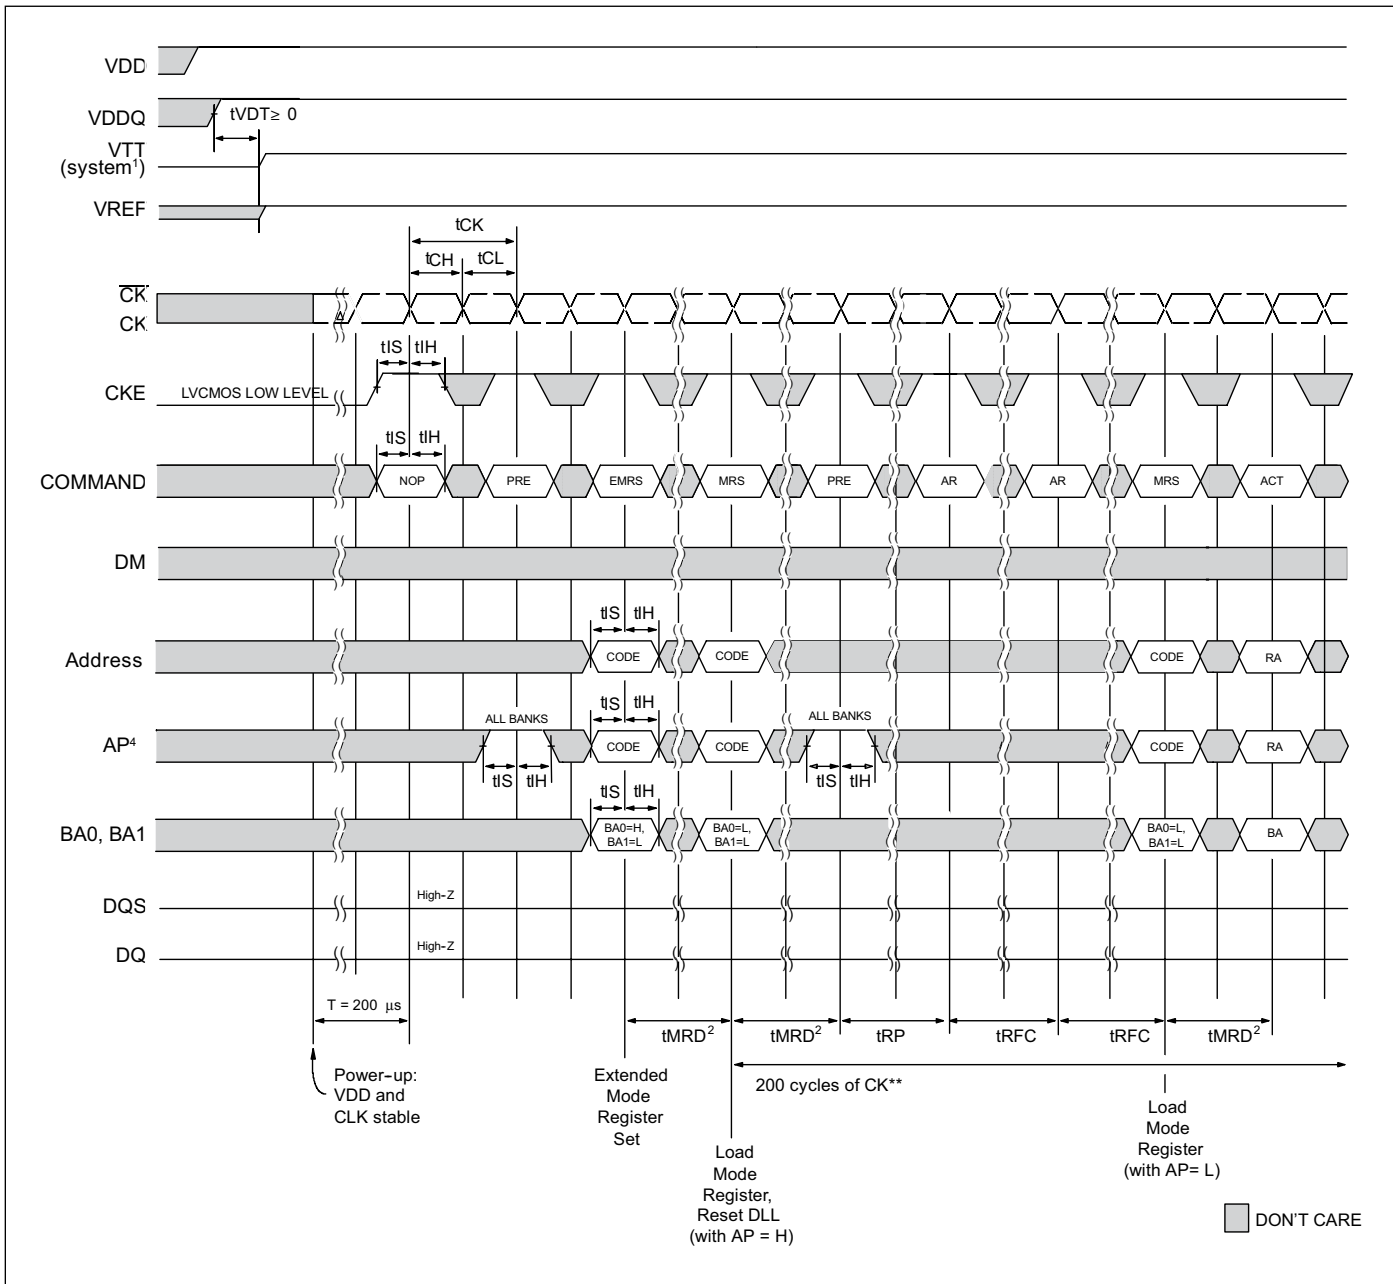 VDD
VDDQ
tVDT≥ 0
VTT
(system¹)
VREF
tCK
tCH
tCL
CK
CK
tIS
tIH
CKE
LVCMOS LOW LEVEL
tIS
tIH
COMMAND
NOP
PRE
EMRS
MRS
PRE
AR
AR
MRS
ACT
DM
tIS
tIH
Address
CODE
CODE
CODE
RA
ALL BANKS
tIS
tIH
ALL BANKS
AP⁴
CODE
CODE
CODE
RA
tIS
tIH
tIS
tIH
tIS
tIH
BA0, BA1
BA0=H,
BA1=L
BA0=L,
BA1=L
BA0=L,
BA1=L
BA
DQS
High-Z
DQ
High-Z
T = 200 µs
tMRD²
tMRD²
tRP
tRFC
tRFC
tMRD²
Power-up:
VDD and
CLK stable
Extended
Mode
Register
Set
200 cycles of CK**
Load
Mode
Register,
Reset DLL
(with AP = H)
Load
Mode
Register
(with AP= L)
DON'T CARE